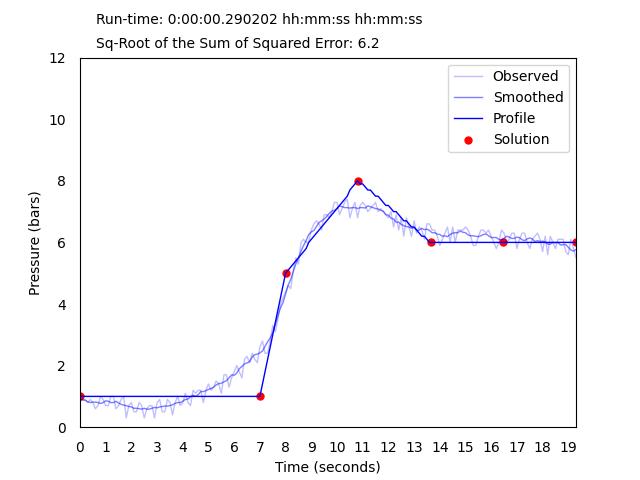 Run-time: 0:00:00.290202 hh:mm:ss hh:mm:ss
Sq-Root of the Sum of Squared Error: 6.2
12
10
8
6
4
2
0
Pressure (bars)
Observed
Smoothed
Profile
Solution
0 1 2 3 4 5 6 7 8 9 10 11 12 13 14 15 16 17 18 19
Time (seconds)